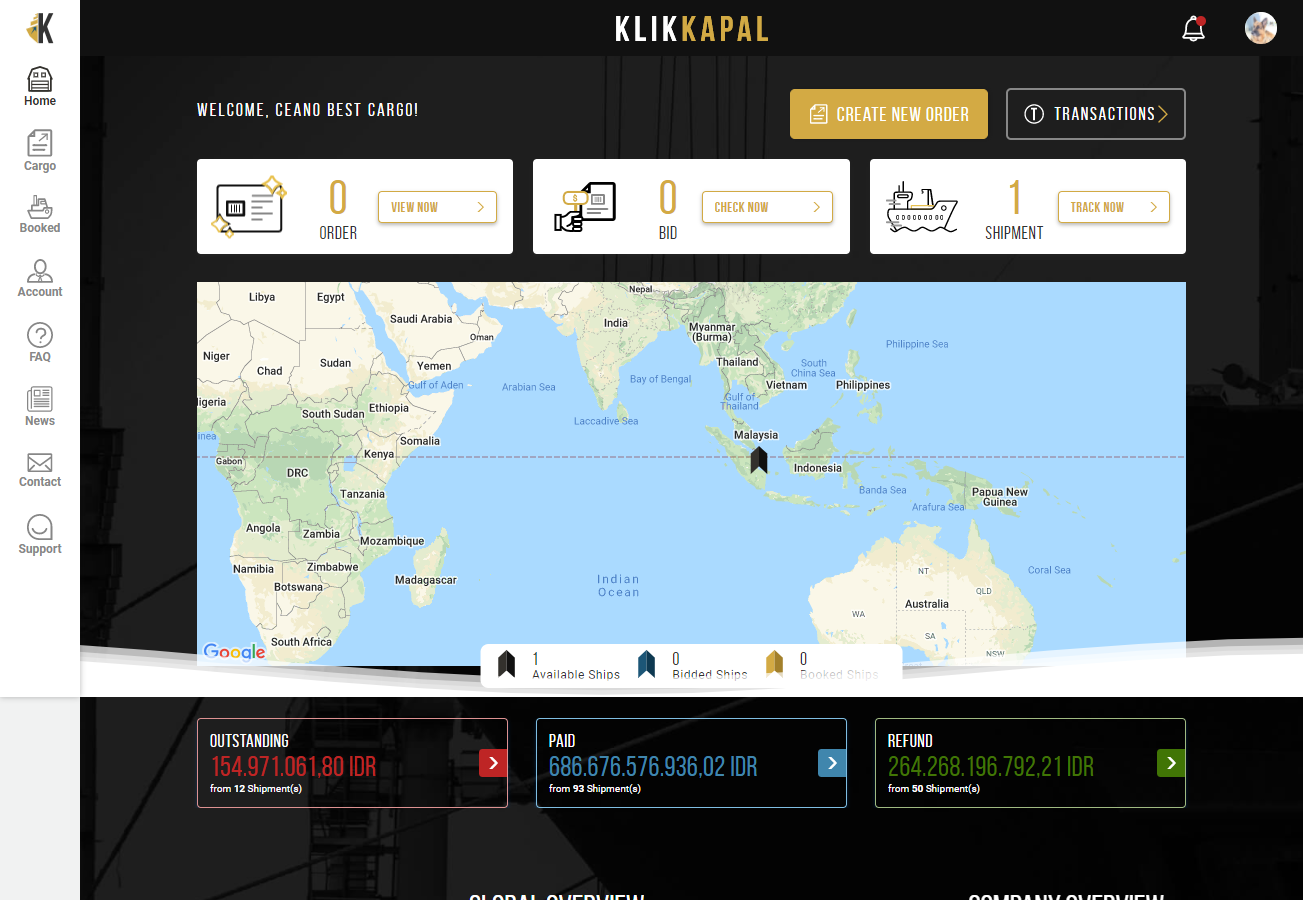 KLIKKAPAL
Home
Cargo
Booked
Account
FAQ
News
Contact
Support
WELCOME, CEANO BEST CARGO!
CREATE NEW ORDER
T TRANSACTIONS
0
ORDER
VIEW NOW
$
0
BID
CHECK NOW
1
SHIPMENT
TRACK NOW
Libya
Egypt
Nepal
Saudi Arabia
India
Oman
Myanmar
(Burma)
Philippine Sea
Niger
Chad
Sudan
Yemen
Thailand
South
China Sea
Gulf of Aden
Arabian Sea
Bay of Bengal
Vietnam
Philippines
ligeria
South Sudan
Ethiopia
Gulf of
Thailand
Laccadive Sea
inea
Somalia
Malaysia
Gabon
Kenya
DRC
Indonesia
Tanzania
Banda Sea
Papua New
Guinea
Arafura Sea
Angola
Zambia
Mozambique
Namibia
Zimbabwe
Botswana
Madagascar
Indian
Ocean
NT
Coral Sea
QLD
WA
Australia
SA
South Africa
NSW
Google
1
Available Ships
0
Bidded Ships
0
Booked Ships
OUTSTANDING
154.971.061,80 IDR
from 12 Shipment(s)
PAID
686.676.576.936,02 IDR
from 93 Shipment(s)
REFUND
264.268.196.792,21 IDR
from 50 Shipment(s)
GLOBAL OVERVIEW
COMPANY OVERVIEW